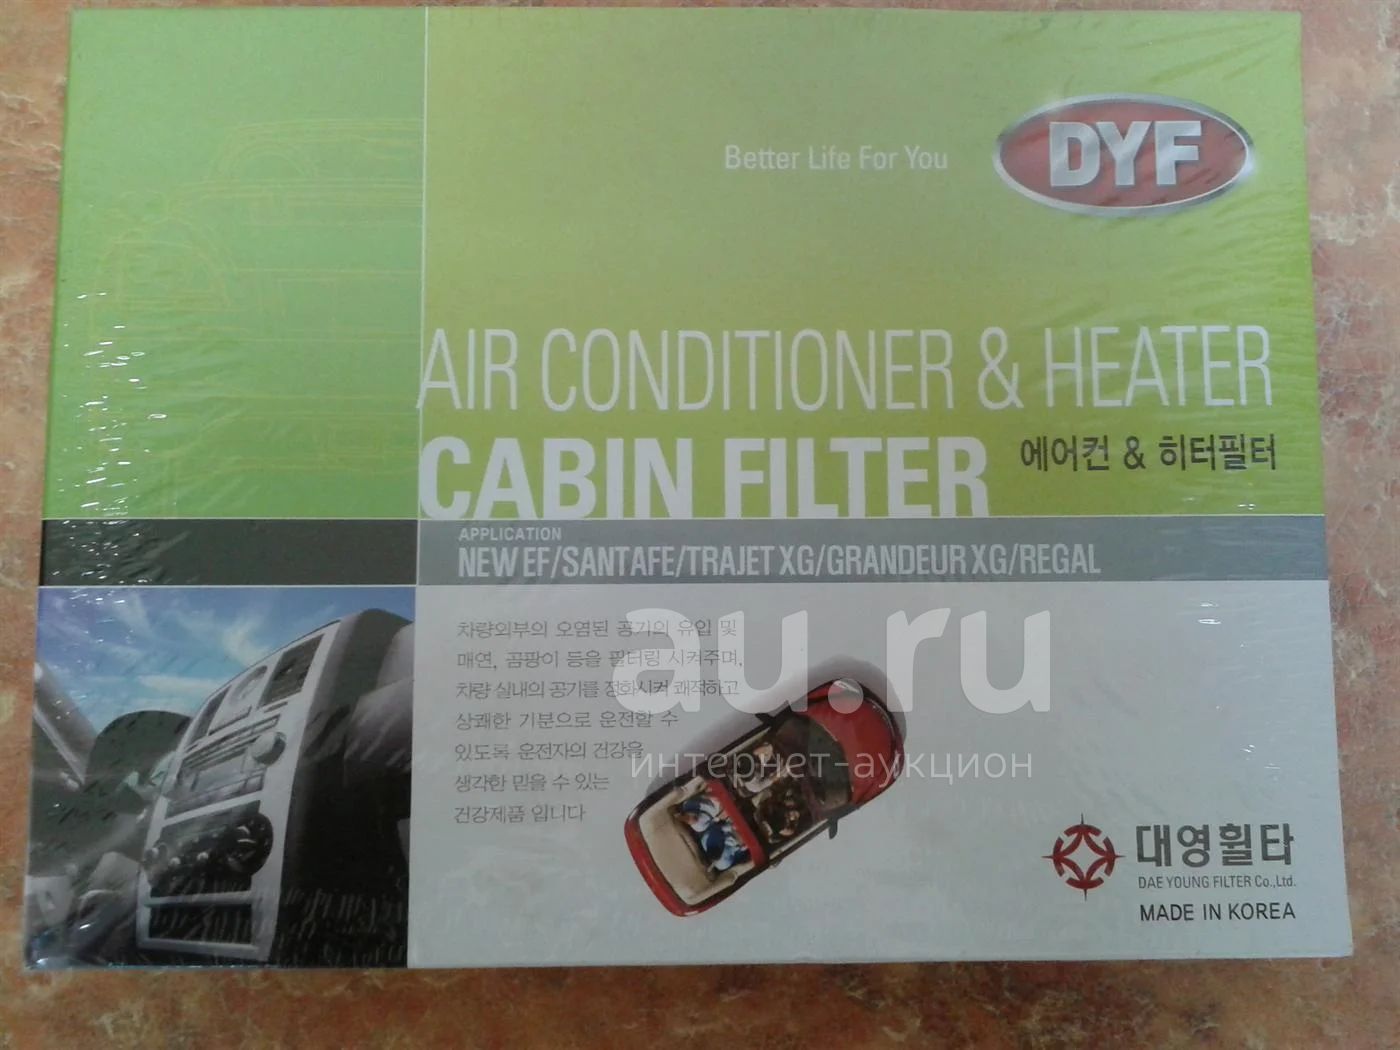 Better Life For You
DYF
AIR CONDITIONER & HEATER
CABIN FILTER 에어컨 & 히터필터
APPLICATION
NEW EF/SANTAFE/TRAJET XG/GRANDEUR XG/REGAL
차량외부의 오염된 공기의 유입 및
매연, 곰팡이 등을 필터링 시켜주며,
차량 실내의 공기를 정화시켜 쾌적하고
상쾌한 기분으로 운전할 수
있도록 운전자의 건강을
생각한 믿을 수 있는
건강제품 입니다
au.ru
интернет-аукцион
대영휠타
DAE YOUNG FILTER Co.,Ltd.
MADE IN KOREA